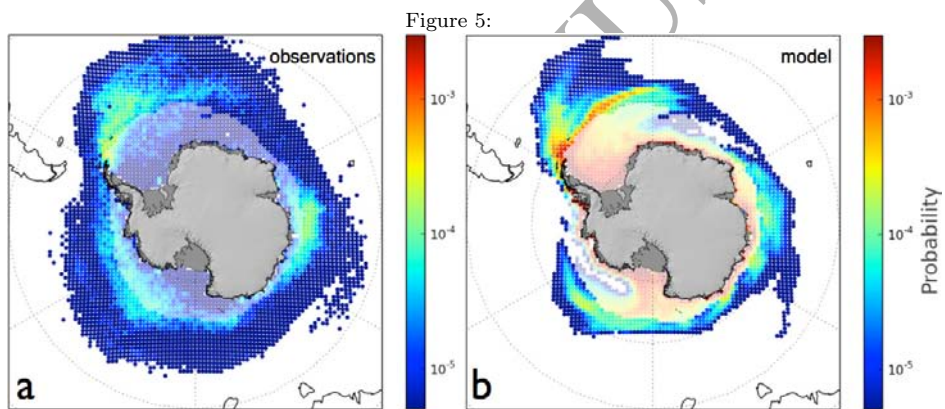 Figure 5:
observations
10⁻³
10⁻⁴
10⁻⁵
a
model
10⁻³
10⁻⁴
10⁻⁵
Probability
b